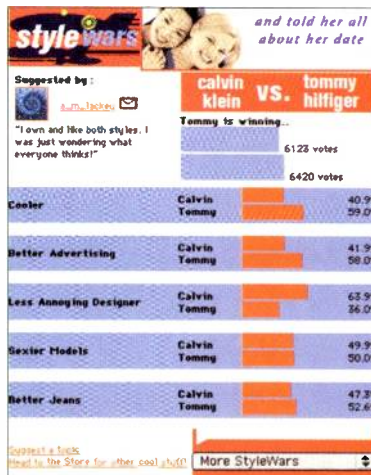 style wars
and told her all
about her date
Suggested by :
a_m_lackey
"I own and like both styles. I
was just wondering what
everyone thinks!"
calvin klein vs. tommy hilfiger
Tommy is winning...
6123 votes
6420 votes
Cooler
Calvin 40.9
Tommy 59.0
Better Advertising
Calvin 41.9
Tommy 58.0
Less Annoying Designer
Calvin 63.9
Tommy 36.0
Sexier Models
Calvin 49.9
Tommy 50.0
Better Jeans
Calvin 47.3
Tommy 52.6
Suggest a topic
Head to the Store for other cool stuff!
More StyleWars